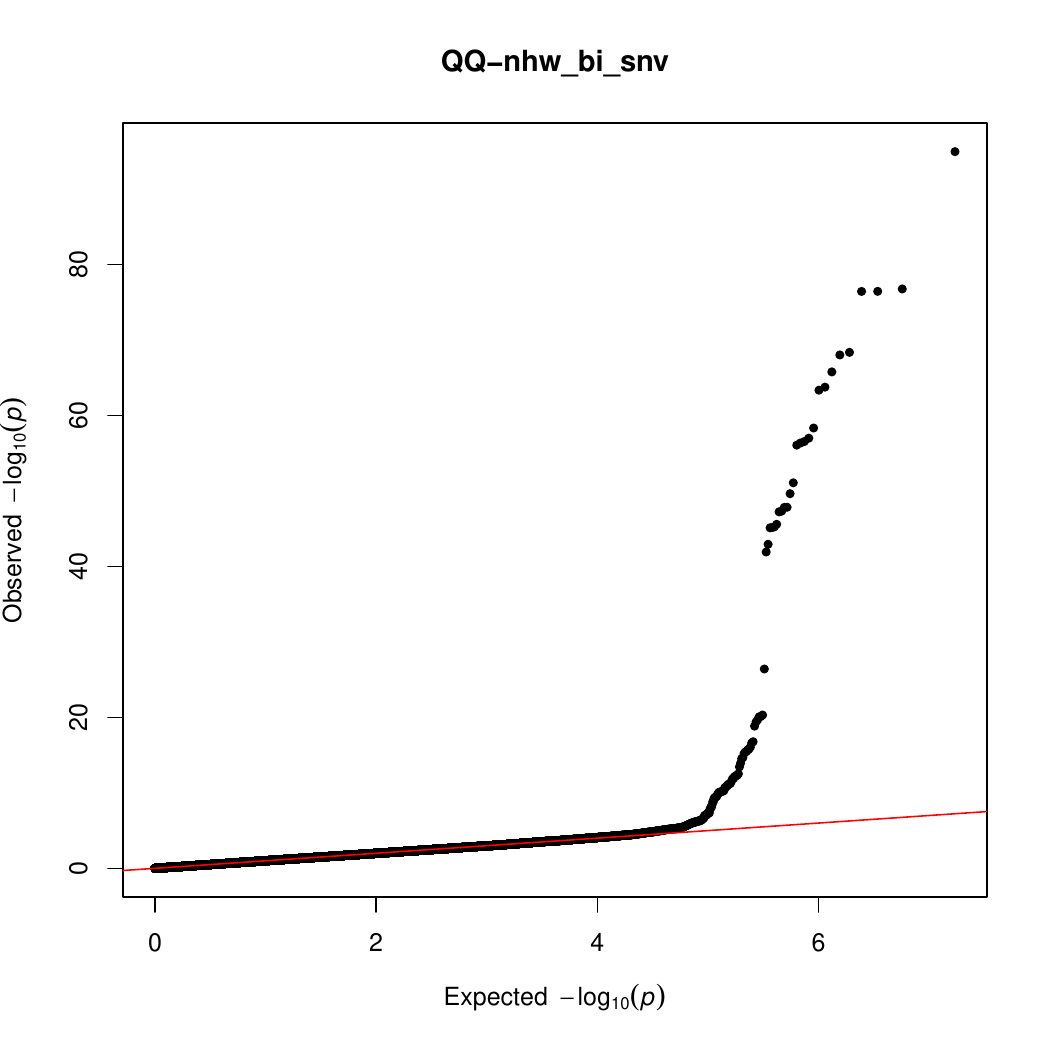 QQ−nhw_bi_snv
Observed −log10(p)
80
60
40
20
0
0 2 4 6
Expected −log10(p)